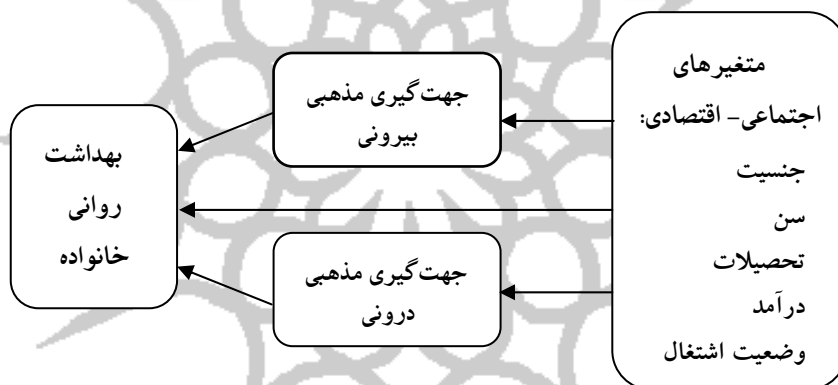 متغیرهای
اجتماعی- اقتصادی:
جنسیت
سن
تحصیلات
درآمد
وضعیت اشتغال
جهت‌گیری مذهبی
بیرونی
جهت‌گیری مذهبی
درونی
بهداشت
روانی
خانواده